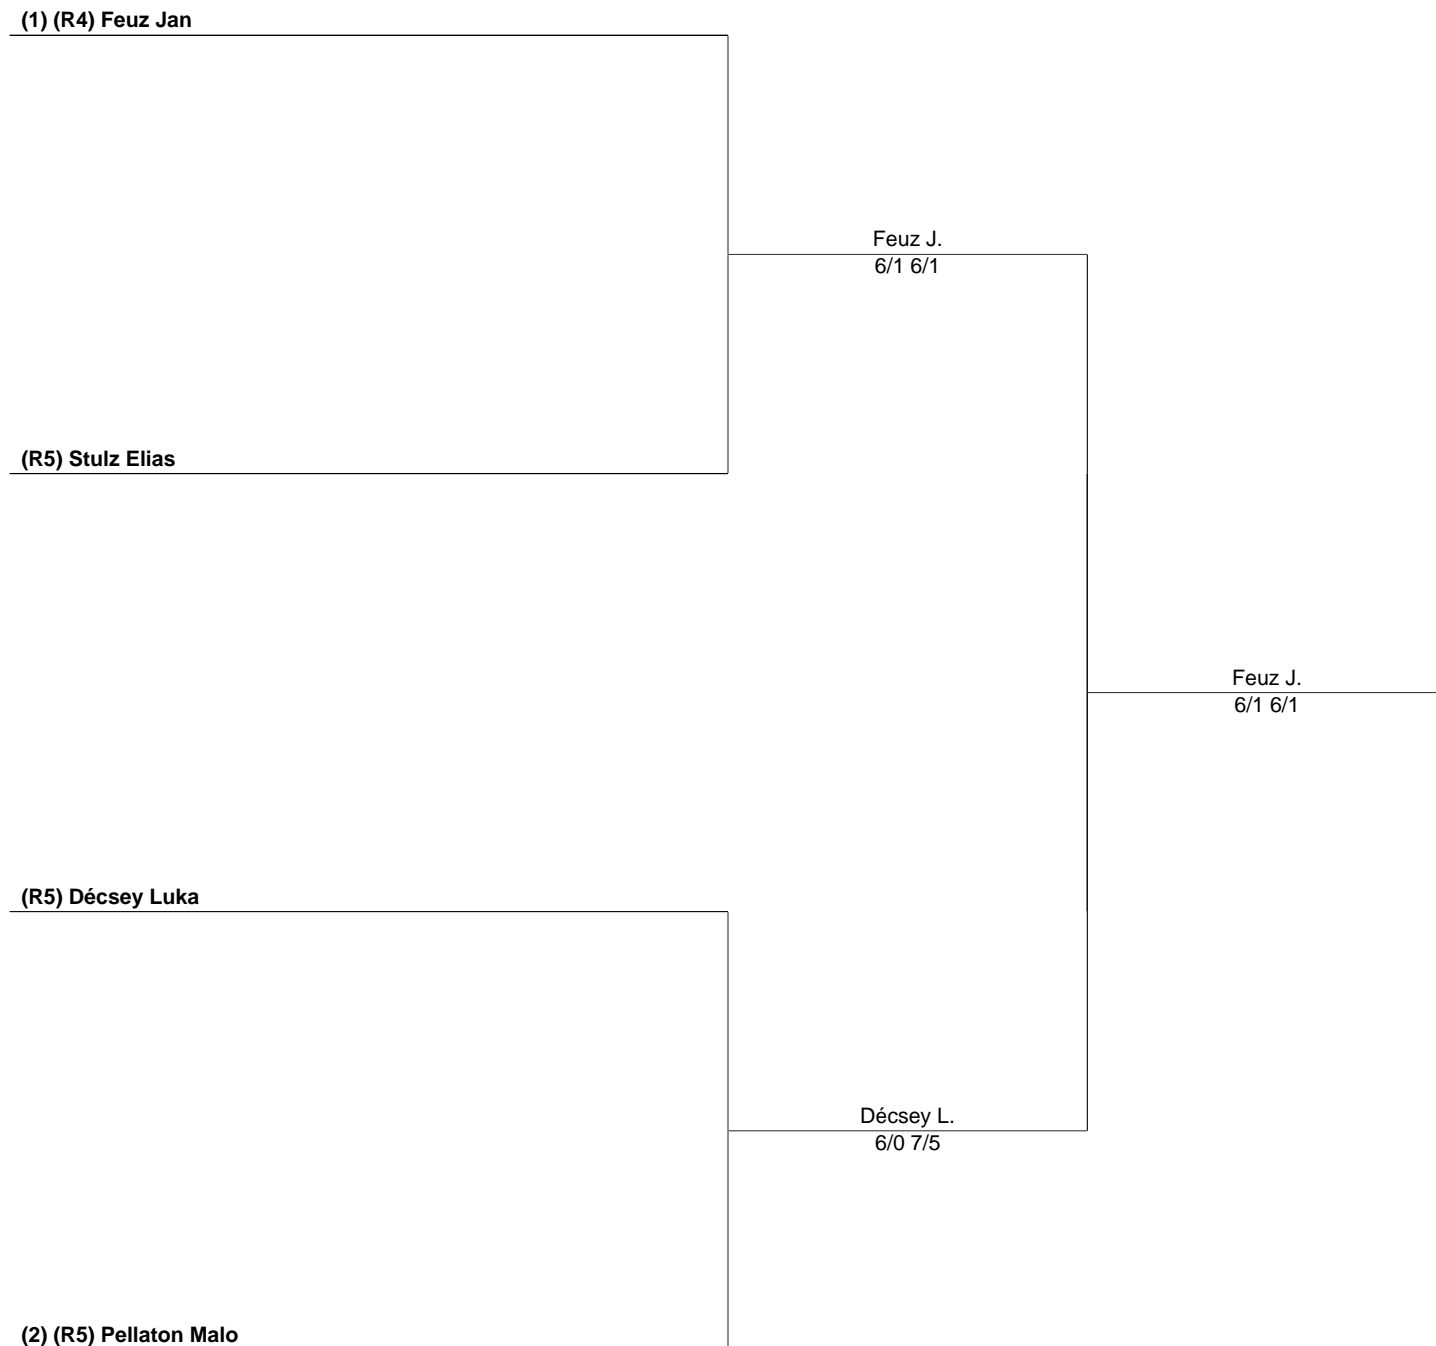 (1) (R4) Feuz Jan
Feuz J.
6/1 6/1
(R5) Stulz Elias
Feuz J.
6/1 6/1
(R5) Décsey Luka
Décsey L.
6/0 7/5
(2) (R5) Pellaton Malo